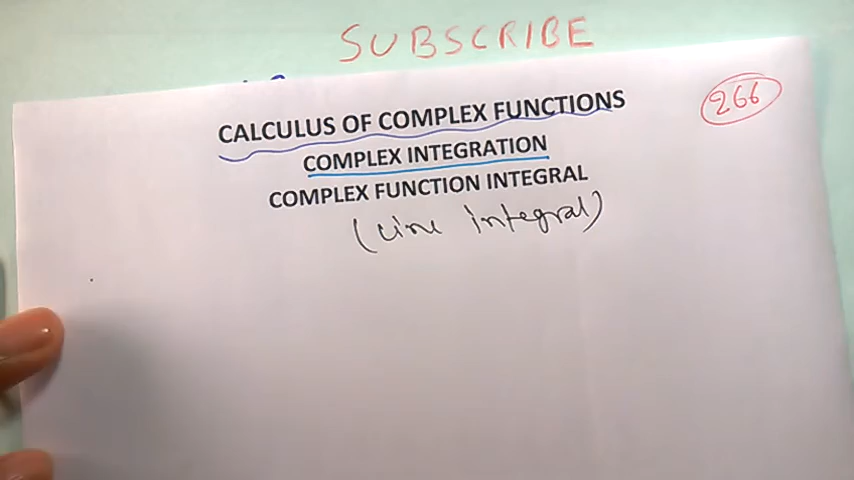 SUBSCRIBE
CALCULUS OF COMPLEX FUNCTIONS
266
COMPLEX INTEGRATION
COMPLEX FUNCTION INTEGRAL
(Line integral)